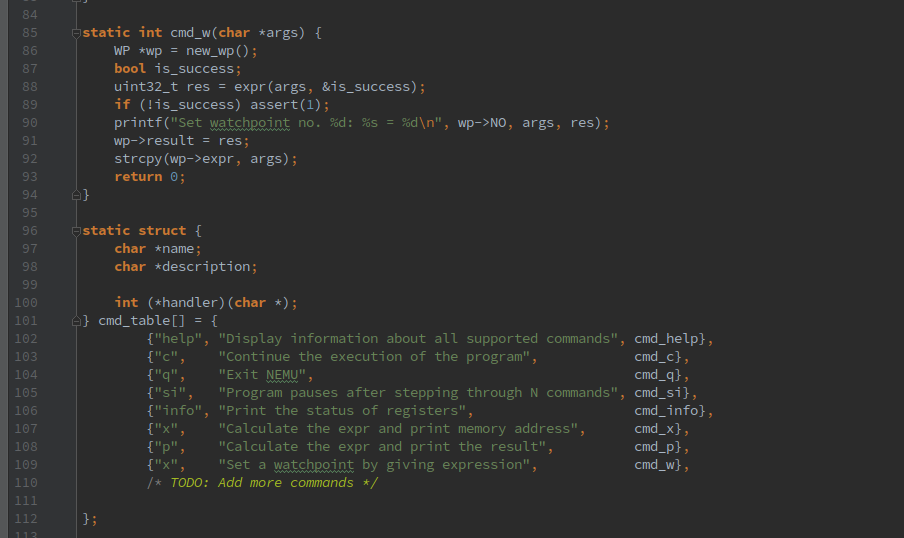 84
85 static int cmd_w(char *args) {
86     WP *wp = new_wp();
87     bool is_success;
88     uint32_t res = expr(args, &is_success);
89     if (!is_success) assert(1);
90     printf("Set watchpoint no. %d: %s = %d\n", wp->NO, args, res);
91     wp->result = res;
92     strcpy(wp->expr, args);
93     return 0;
94 }
95
96 static struct {
97     char *name;
98     char *description;
99
100     int (*handler)(char *);
101 } cmd_table[] = {
102         {"help", "Display information about all supported commands", cmd_help},
103         {"c",    "Continue the execution of the program",            cmd_c},
104         {"q",    "Exit NEMU",                                        cmd_q},
105         {"si",   "Program pauses after stepping through N commands", cmd_si},
106         {"info", "Print the status of registers",                    cmd_info},
107         {"x",    "Calculate the expr and print memory address",      cmd_x},
108         {"p",    "Calculate the expr and print the result",          cmd_p},
109         {"x",    "Set a watchpoint by giving expression",            cmd_w},
110         /* TODO: Add more commands */
111
112 };